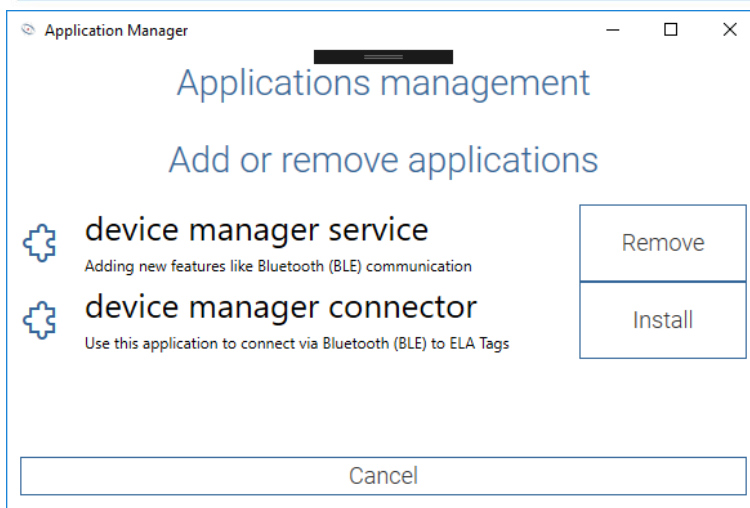 Application Manager
Applications management
Add or remove applications
device manager service
Adding new features like Bluetooth (BLE) communication
Remove
device manager connector
Use this application to connect via Bluetooth (BLE) to ELA Tags
Install
Cancel